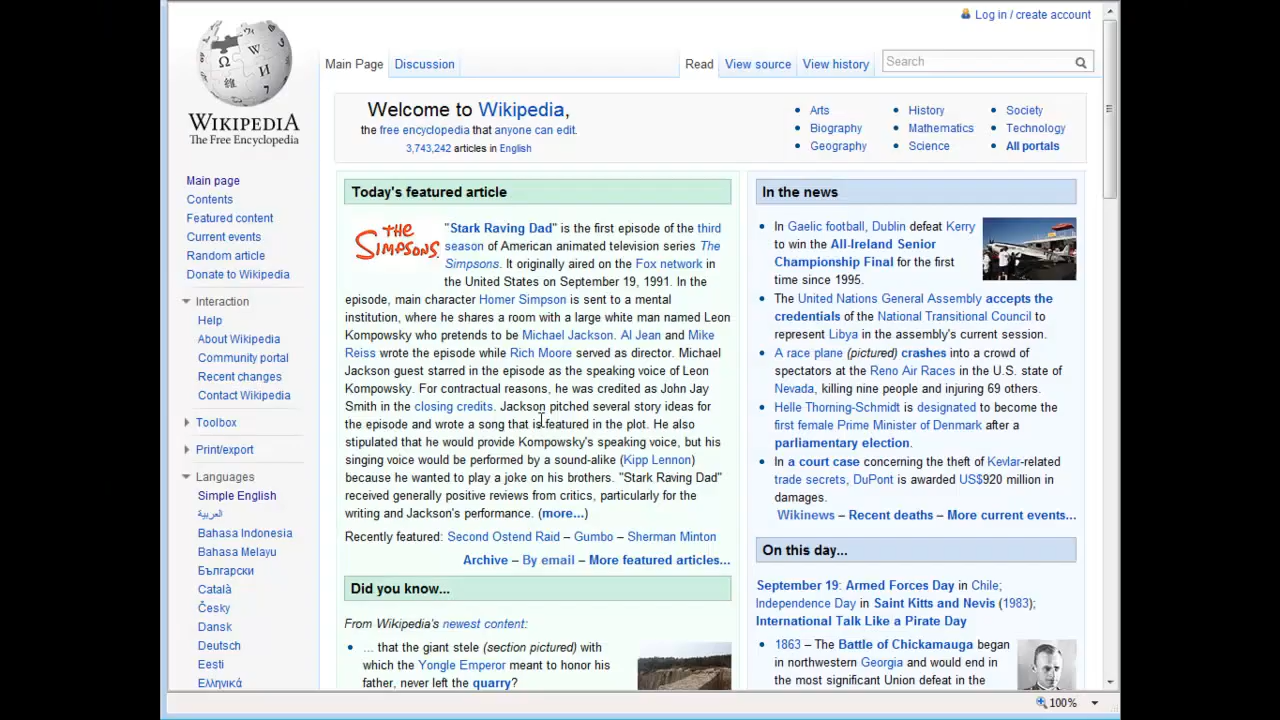 Log in / create account
WIKIPEDIA
The Free Encyclopedia
Main Page
Discussion
Read
View source
View history
Search
Main page
Contents
Featured content
Current events
Random article
Donate to Wikipedia
Interaction
Help
About Wikipedia
Community portal
Recent changes
Contact Wikipedia
Toolbox
Print/export
Languages
Simple English
العربية
Bahasa Indonesia
Bahasa Melayu
Български
Català
Česky
Dansk
Deutsch
Eesti
Ελληνικά
Welcome to Wikipedia,
the free encyclopedia that anyone can edit.
3,743,242 articles in English
Arts
Biography
Geography
History
Mathematics
Science
Society
Technology
All portals
Today's featured article
THE
SIMPSONS
"Stark Raving Dad" is the first episode of the third
season of American animated television series The
Simpsons. It originally aired on the Fox network in
the United States on September 19, 1991. In the
episode, main character Homer Simpson is sent to a mental
institution, where he shares a room with a large white man named Leon
Kompowsky who pretends to be Michael Jackson. Al Jean and Mike
Reiss wrote the episode while Rich Moore served as director. Michael
Jackson guest starred in the episode as the speaking voice of Leon
Kompowsky. For contractual reasons, he was credited as John Jay
Smith in the closing credits. Jackson pitched several story ideas for
the episode and wrote a song that is featured in the plot. He also
stipulated that he would provide Kompowsky's speaking voice, but his
singing voice would be performed by a sound-alike (Kipp Lennon)
because he wanted to play a joke on his brothers. "Stark Raving Dad"
received generally positive reviews from critics, particularly for the
writing and Jackson's performance. (more...)
Recently featured: Second Ostend Raid – Gumbo – Sherman Minton
Archive – By email – More featured articles...
Did you know...
From Wikipedia's newest content:
... that the giant stele (section pictured) with
which the Yongle Emperor meant to honor his
father, never left the quarry?
In the news
In Gaelic football, Dublin defeat Kerry
to win the All-Ireland Senior
Championship Final for the first
time since 1995.
The United Nations General Assembly accepts the
credentials of the National Transitional Council to
represent Libya in the assembly's current session.
A race plane (pictured) crashes into a crowd of
spectators at the Reno Air Races in the U.S. state of
Nevada, killing nine people and injuring 69 others.
Helle Thorning-Schmidt is designated to become the
first female Prime Minister of Denmark after a
parliamentary election.
In a court case concerning the theft of Kevlar-related
trade secrets, DuPont is awarded US$920 million in
damages.
Wikinews – Recent deaths – More current events...
On this day...
September 19: Armed Forces Day in Chile;
Independence Day in Saint Kitts and Nevis (1983);
International Talk Like a Pirate Day
1863 – The Battle of Chickamauga began
in northwestern Georgia and would end in
the most significant Union defeat in the
100%